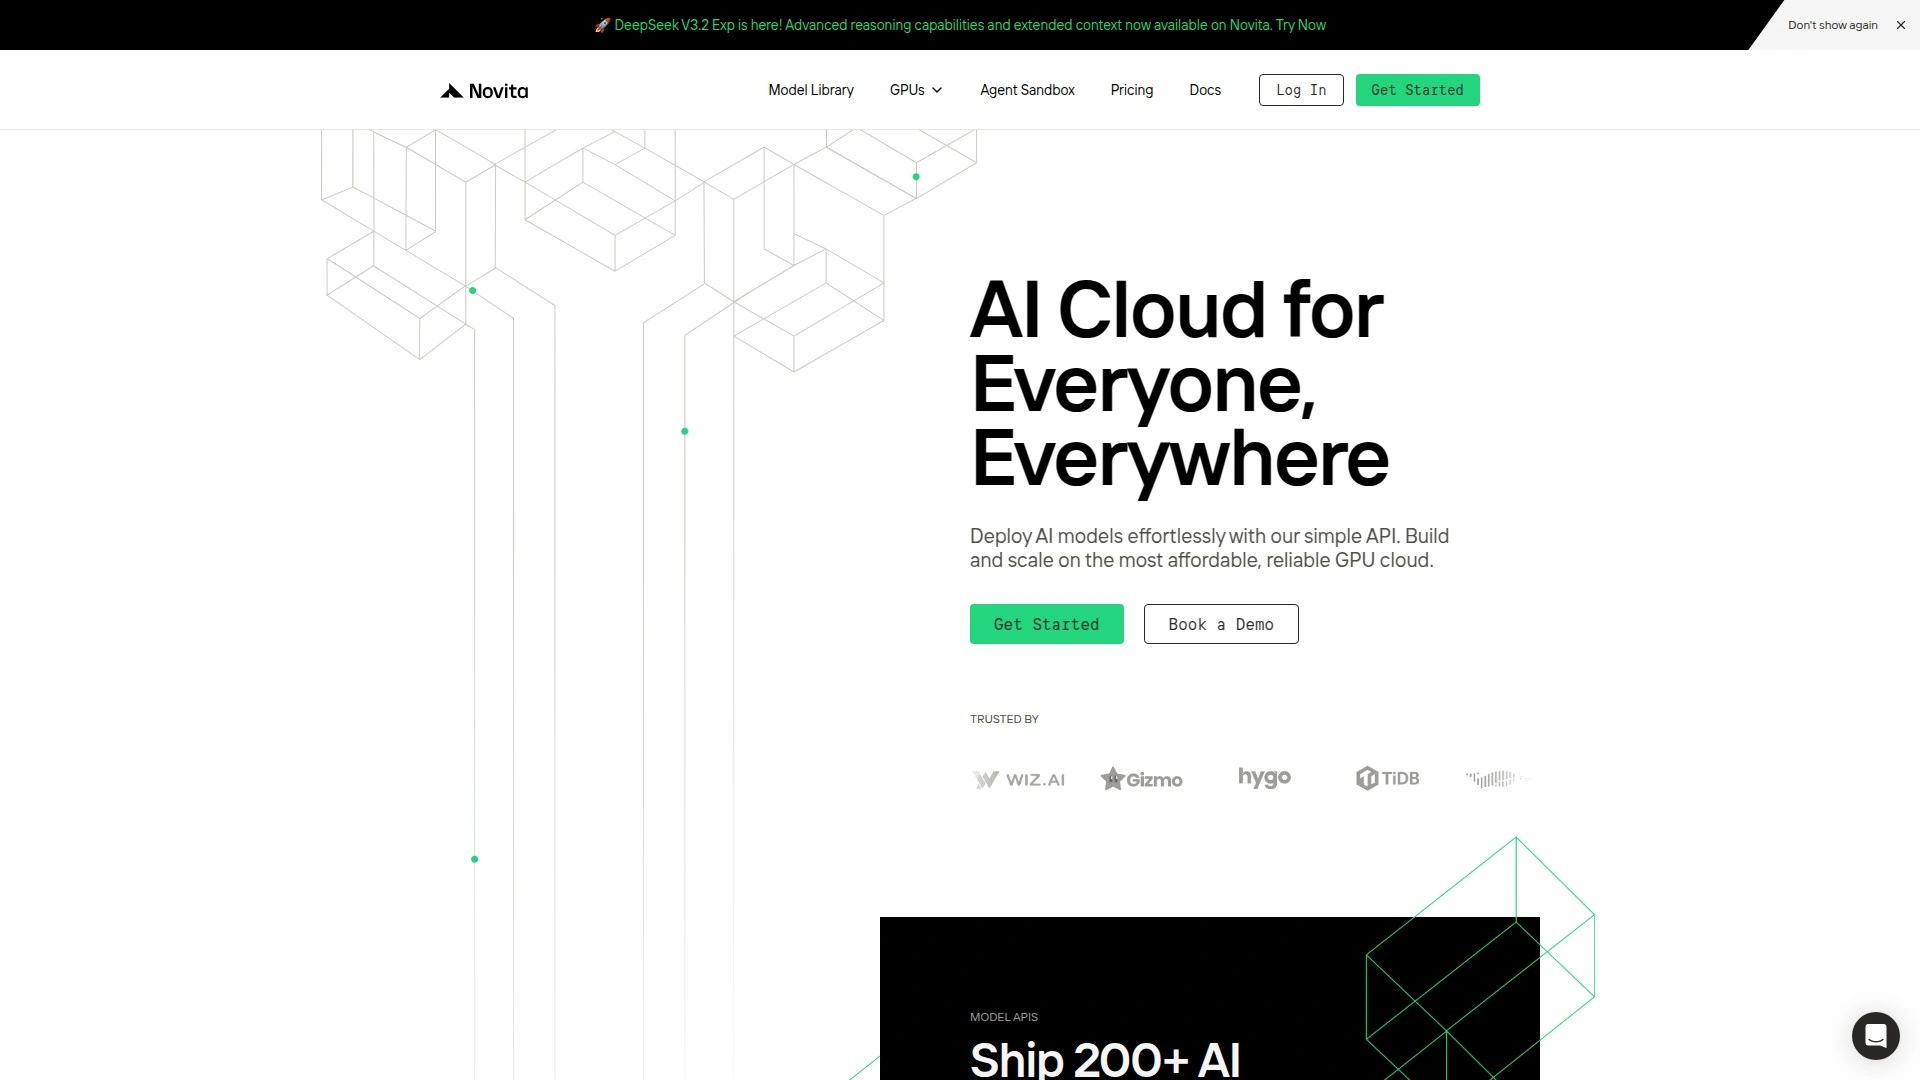 🚀 DeepSeek V3.2 Exp is here! Advanced reasoning capabilities and extended context now available on Novita. Try Now
Don't show again
Novita
Model Library
GPUs
Agent Sandbox
Pricing
Docs
Log In
Get Started
AI Cloud for
Everyone,
Everywhere
Deploy AI models effortlessly with our simple API. Build
and scale on the most affordable, reliable GPU cloud.
Get Started
Book a Demo
TRUSTED BY
WIZ.AI
Gizmo
hygo
TiDB
MODEL APIS
Ship 200+ AI